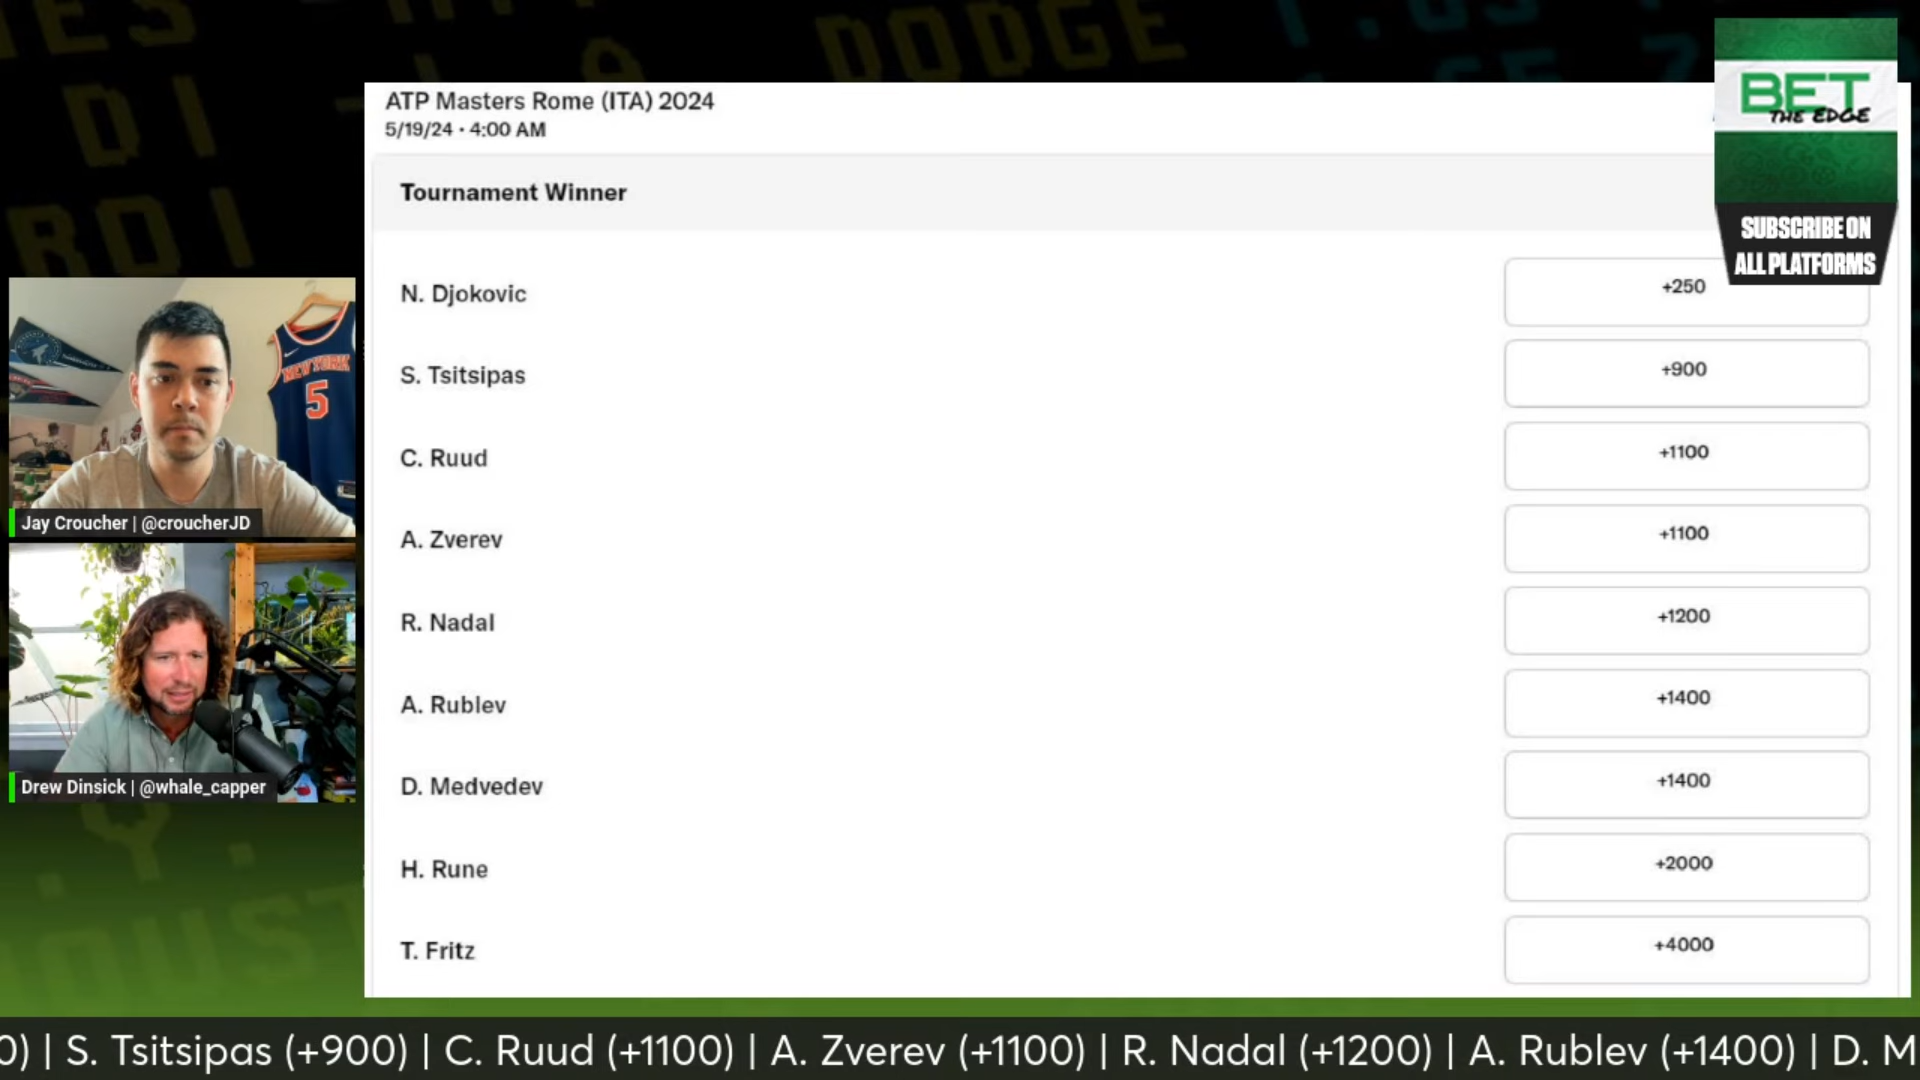 DODGE
ATP Masters Rome (ITA) 2024
5/19/24 • 4:00 AM
BET
THE EDGE
SUBSCRIBE ON
ALL PLATFORMS
Tournament Winner
N. Djokovic
+250
S. Tsitsipas
+900
C. Ruud
+1100
A. Zverev
+1100
R. Nadal
+1200
A. Rublev
+1400
D. Medvedev
+1400
H. Rune
+2000
T. Fritz
+4000
NEW YORK
5
Jay Croucher | @croucherJD
Drew Dinsick | @whale_capper
0) | S. Tsitsipas (+900) | C. Ruud (+1100) | A. Zverev (+1100) | R. Nadal (+1200) | A. Rublev (+1400) | D. M